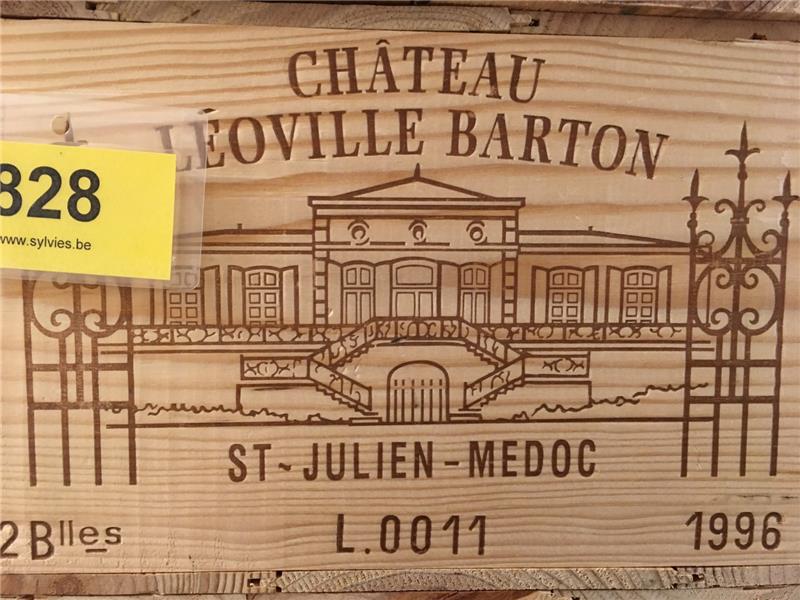 CHÂTEAU
LÉOVILLE BARTON
828
www.sylvies.be
ST-JULIEN-MEDOC
2 Blles
L.0011
1996